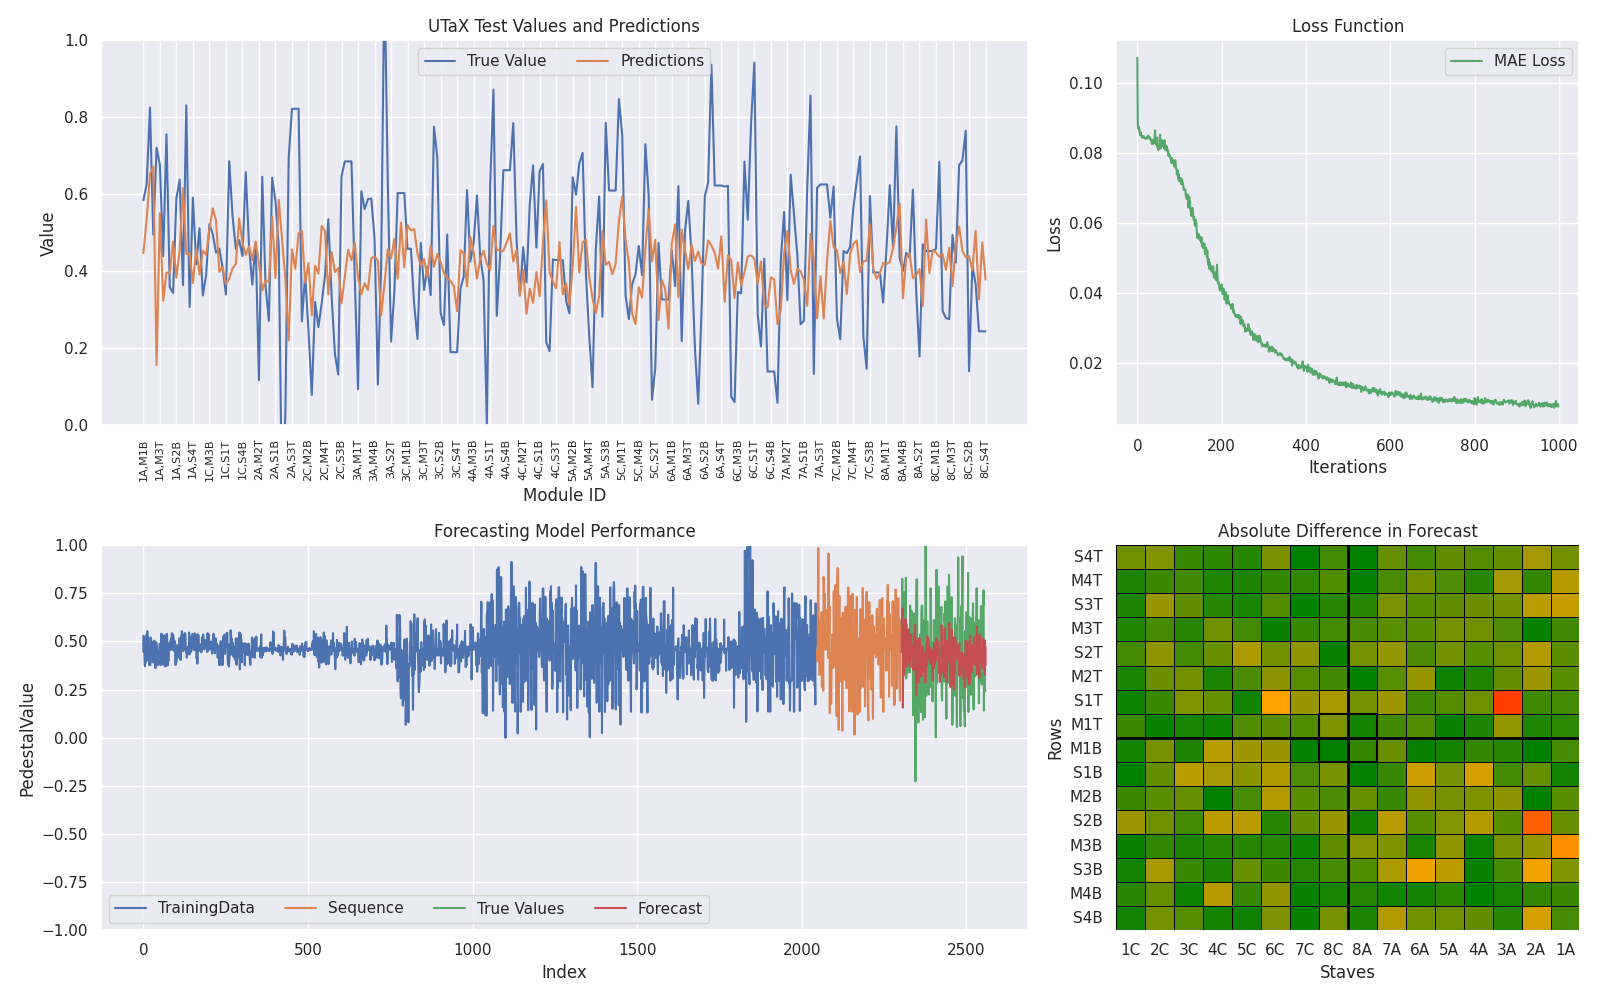 UTaX Test Values and Predictions
True Value Predictions
1.0
0.8
0.6
0.4
0.2
0.0
Value
1A,M1B 1A,M3T 1A,S2B 1A,S4T 1C,M3B 1C,S1T 1C,S4B 2A,M2T 2A,S1B 2A,S3T 2C,M2B 2C,M4T 2C,S3B 3A,M1T 3A,M4B 3A,S2T 3C,M1B 3C,M3T 3C,S2B 3C,S4T 4A,M3B 4A,S1T 4A,S4B 4C,M2T 4C,S1B 4C,S3T 5A,M2B 5A,M4T 5A,S3B 5C,M1T 5C,M4B 5C,S2T 6A,M1B 6A,M3T 6A,S2B 6A,S4T 6C,M3B 6C,S1T 6C,S4B 7A,M2T 7A,S1B 7A,S3T 7C,M2B 7C,M4T 7C,S3B 8A,M1T 8A,M4B 8A,S2T 8C,M1B 8C,M3T 8C,S2B 8C,S4T
Module ID
Loss Function
MAE Loss
0.10
0.08
0.06
0.04
0.02
Loss
0 200 400 600 800 1000
Iterations
Forecasting Model Performance
1.00
0.75
0.50
0.25
0.00
−0.25
−0.50
−0.75
−1.00
PedestalValue
TrainingData Sequence True Values Forecast
0 500 1000 1500 2000 2500
Index
Absolute Difference in Forecast
S4T
M4T
S3T
M3T
S2T
M2T
S1T
M1T
M1B
S1B
M2B
S2B
M3B
S3B
M4B
S4B
Rows
1C 2C 3C 4C 5C 6C 7C 8C 8A 7A 6A 5A 4A 3A 2A 1A
Staves